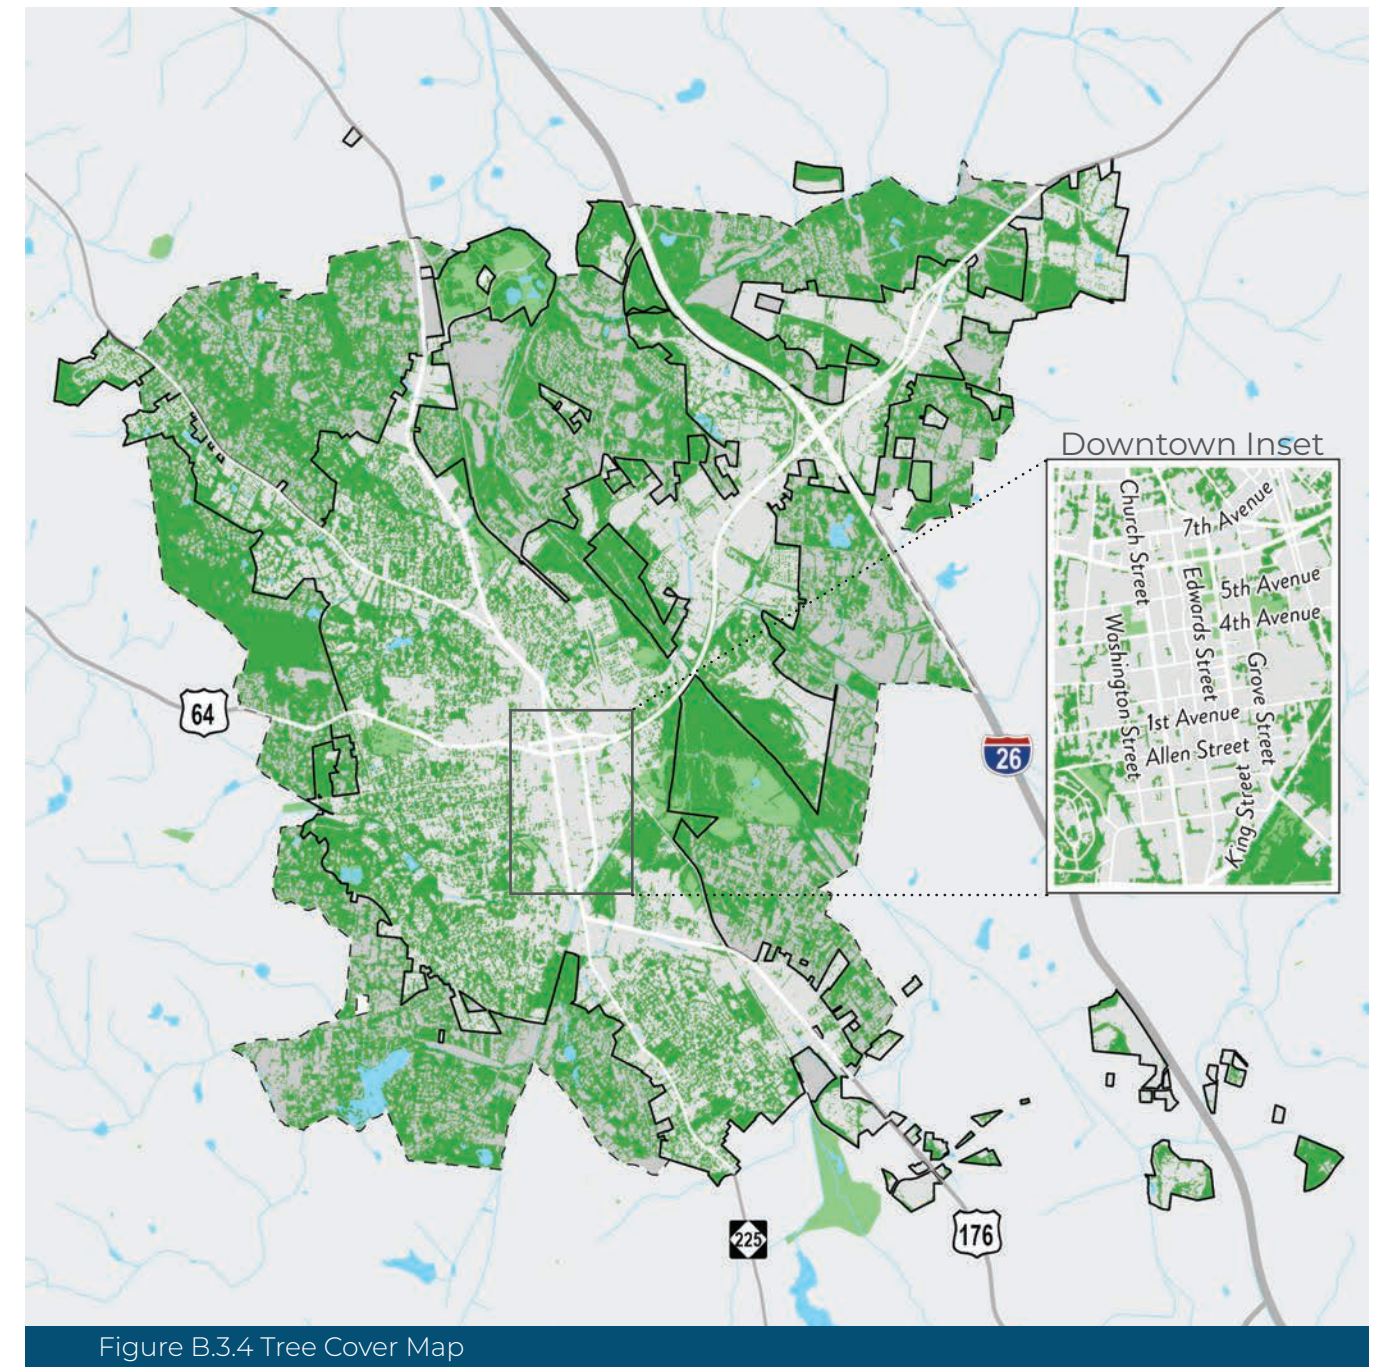 Downtown Inset
Church Street
7th Avenue
Edwards Street
5th Avenue
4th Avenue
Washington Street
Grove Street
1st Avenue
Allen Street
King Street
64
26
225
176
Figure B.3.4 Tree Cover Map